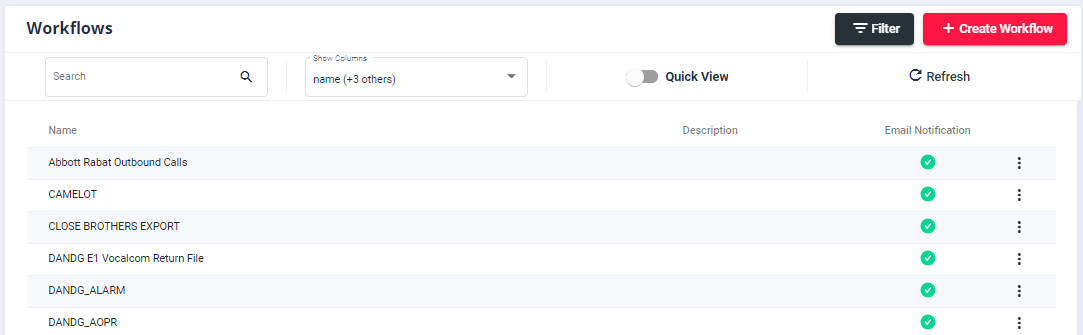 Workflows
Filter
+ Create Workflow
Search
Show Columns
name (+3 others)
Quick View
Refresh
Name Description Email Notification
Abbott Rabat Outbound Calls
CAMELOT
CLOSE BROTHERS EXPORT
DANDG E1 Vocalcom Return File
DANDG_ALARM
DANDG_AOPR